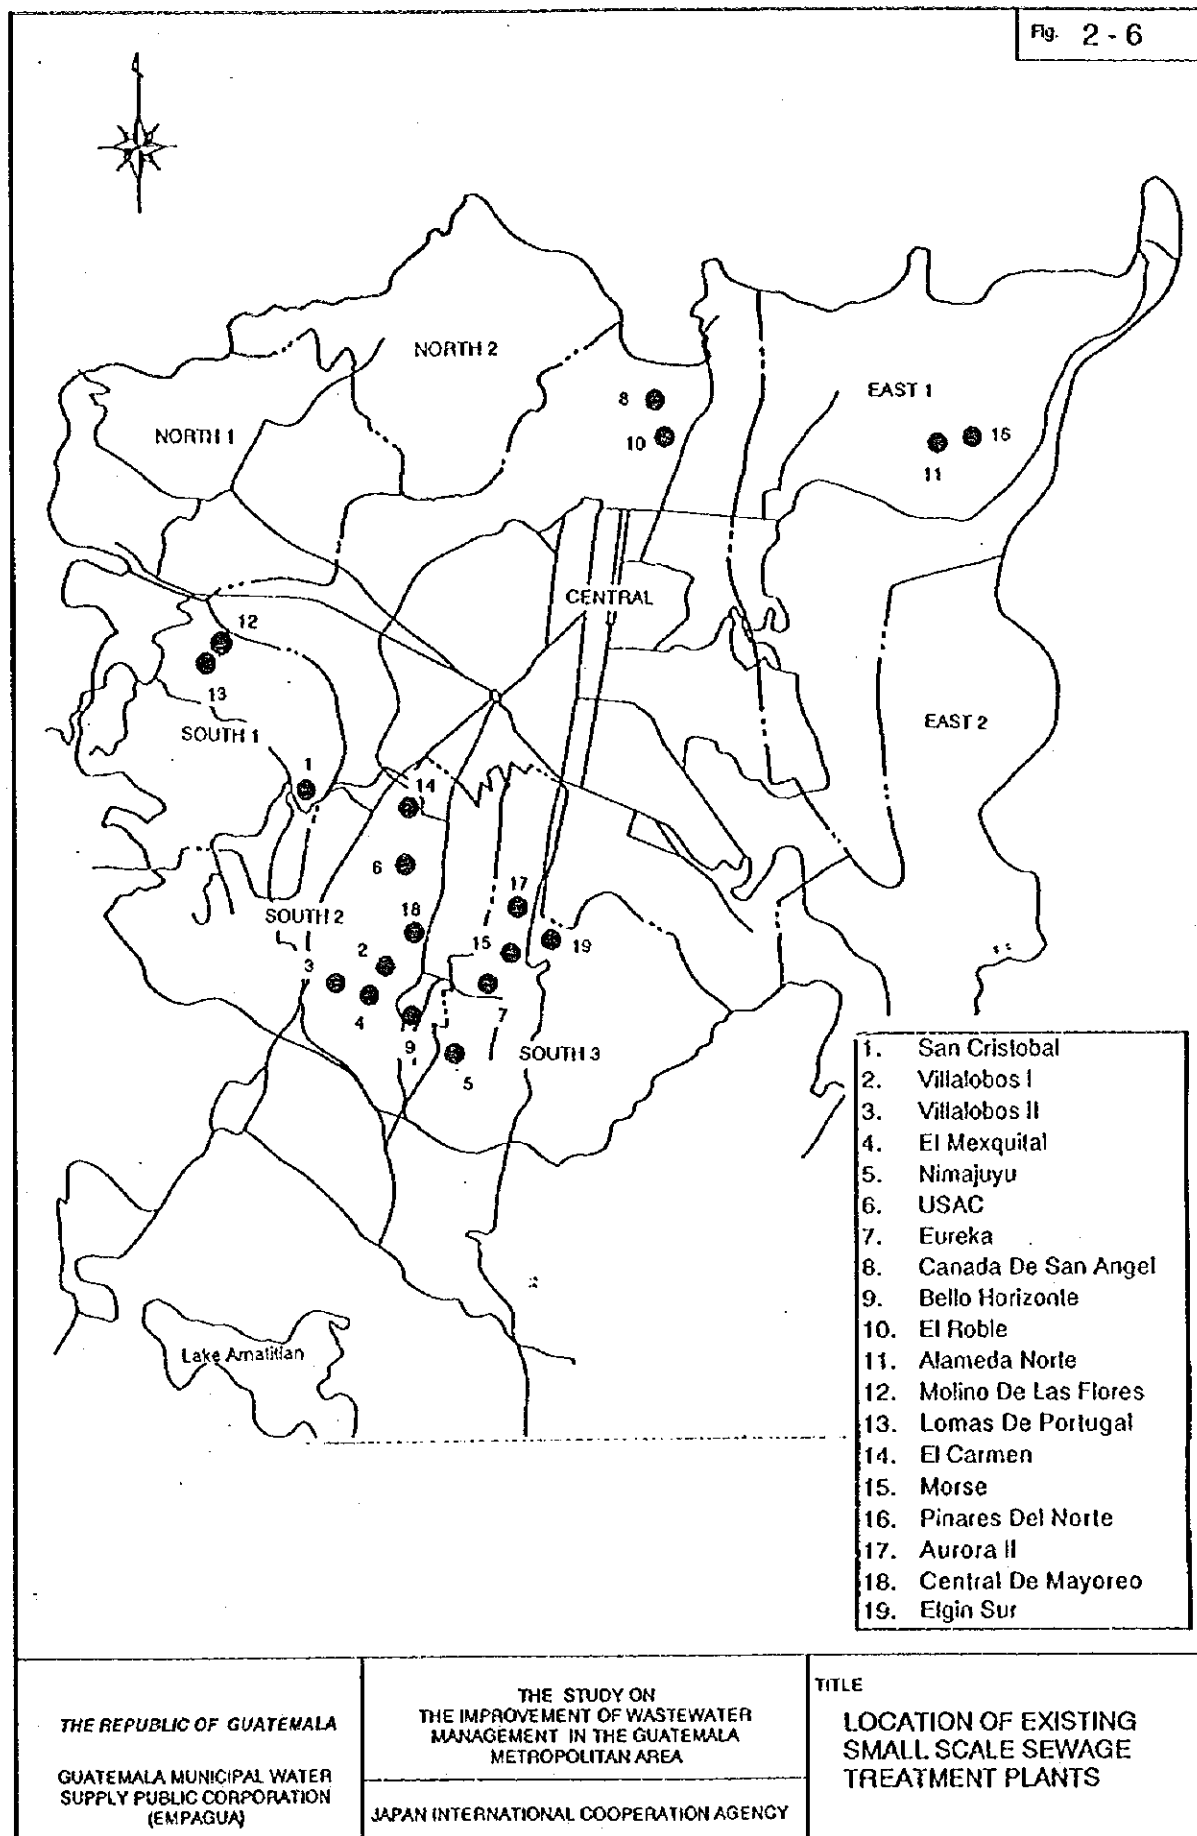 Fig. 2 - 6
NORTH 2
EAST 1
8
NORTH 1
10
16
11
CENTRAL
12
13
EAST 2
SOUTH 1
1
14
6
17
18
SOUTH 2
19
15
2
3
4
7
9
SOUTH 3
5
Lake Amatitlan
1. San Cristobal
2. Villalobos I
3. Villalobos II
4. El Mexquital
5. Nimajuyu
6. USAC
7. Eureka
8. Canada De San Angel
9. Bello Horizonte
10. El Roble
11. Alameda Norte
12. Molino De Las Flores
13. Lomas De Portugal
14. El Carmen
15. Morse
16. Pinares Del Norte
17. Aurora II
18. Central De Mayoreo
19. Elgin Sur
THE REPUBLIC OF GUATEMALA
GUATEMALA MUNICIPAL WATER
SUPPLY PUBLIC CORPORATION
(EMPAGUA)
THE STUDY ON
THE IMPROVEMENT OF WASTEWATER
MANAGEMENT IN THE GUATEMALA
METROPOLITAN AREA
JAPAN INTERNATIONAL COOPERATION AGENCY
TITLE
LOCATION OF EXISTING
SMALL SCALE SEWAGE
TREATMENT PLANTS